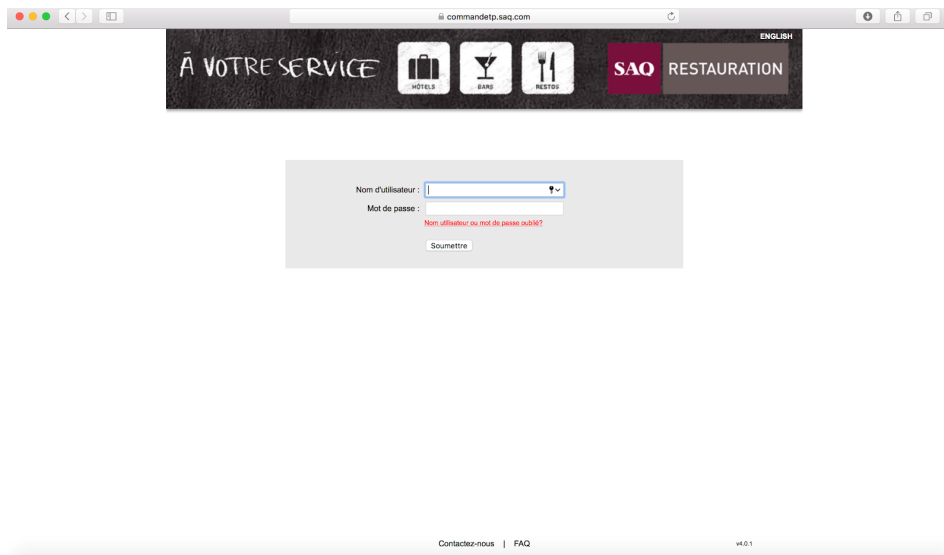 commandetp.saq.com
ENGLISH
À VOTRE SERVICE
HÔTELS
BARS
RESTOS
SAQ RESTAURATION
Nom d'utilisateur :
Mot de passe :
Nom utilisateur ou mot de passe oublié?
Soumettre
Contactez-nous | FAQ
v4.0.1